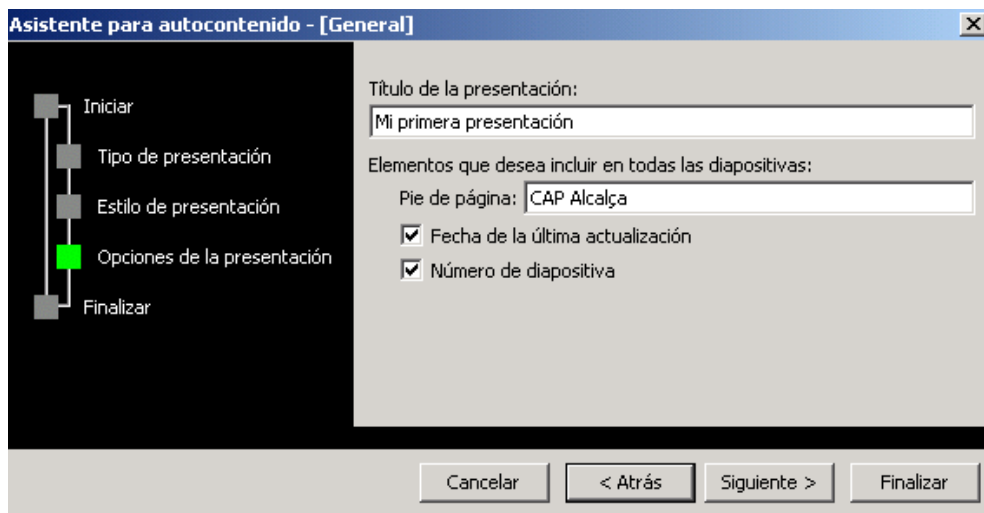 Asistente para autocontenido - [General]
Iniciar
Tipo de presentación
Estilo de presentación
Opciones de la presentación
Finalizar
Título de la presentación:
Mi primera presentación
Elementos que desea incluir en todas las diapositivas:
Pie de página: CAP Alcalça
Fecha de la última actualización
Número de diapositiva
Cancelar
< Atrás
Siguiente >
Finalizar